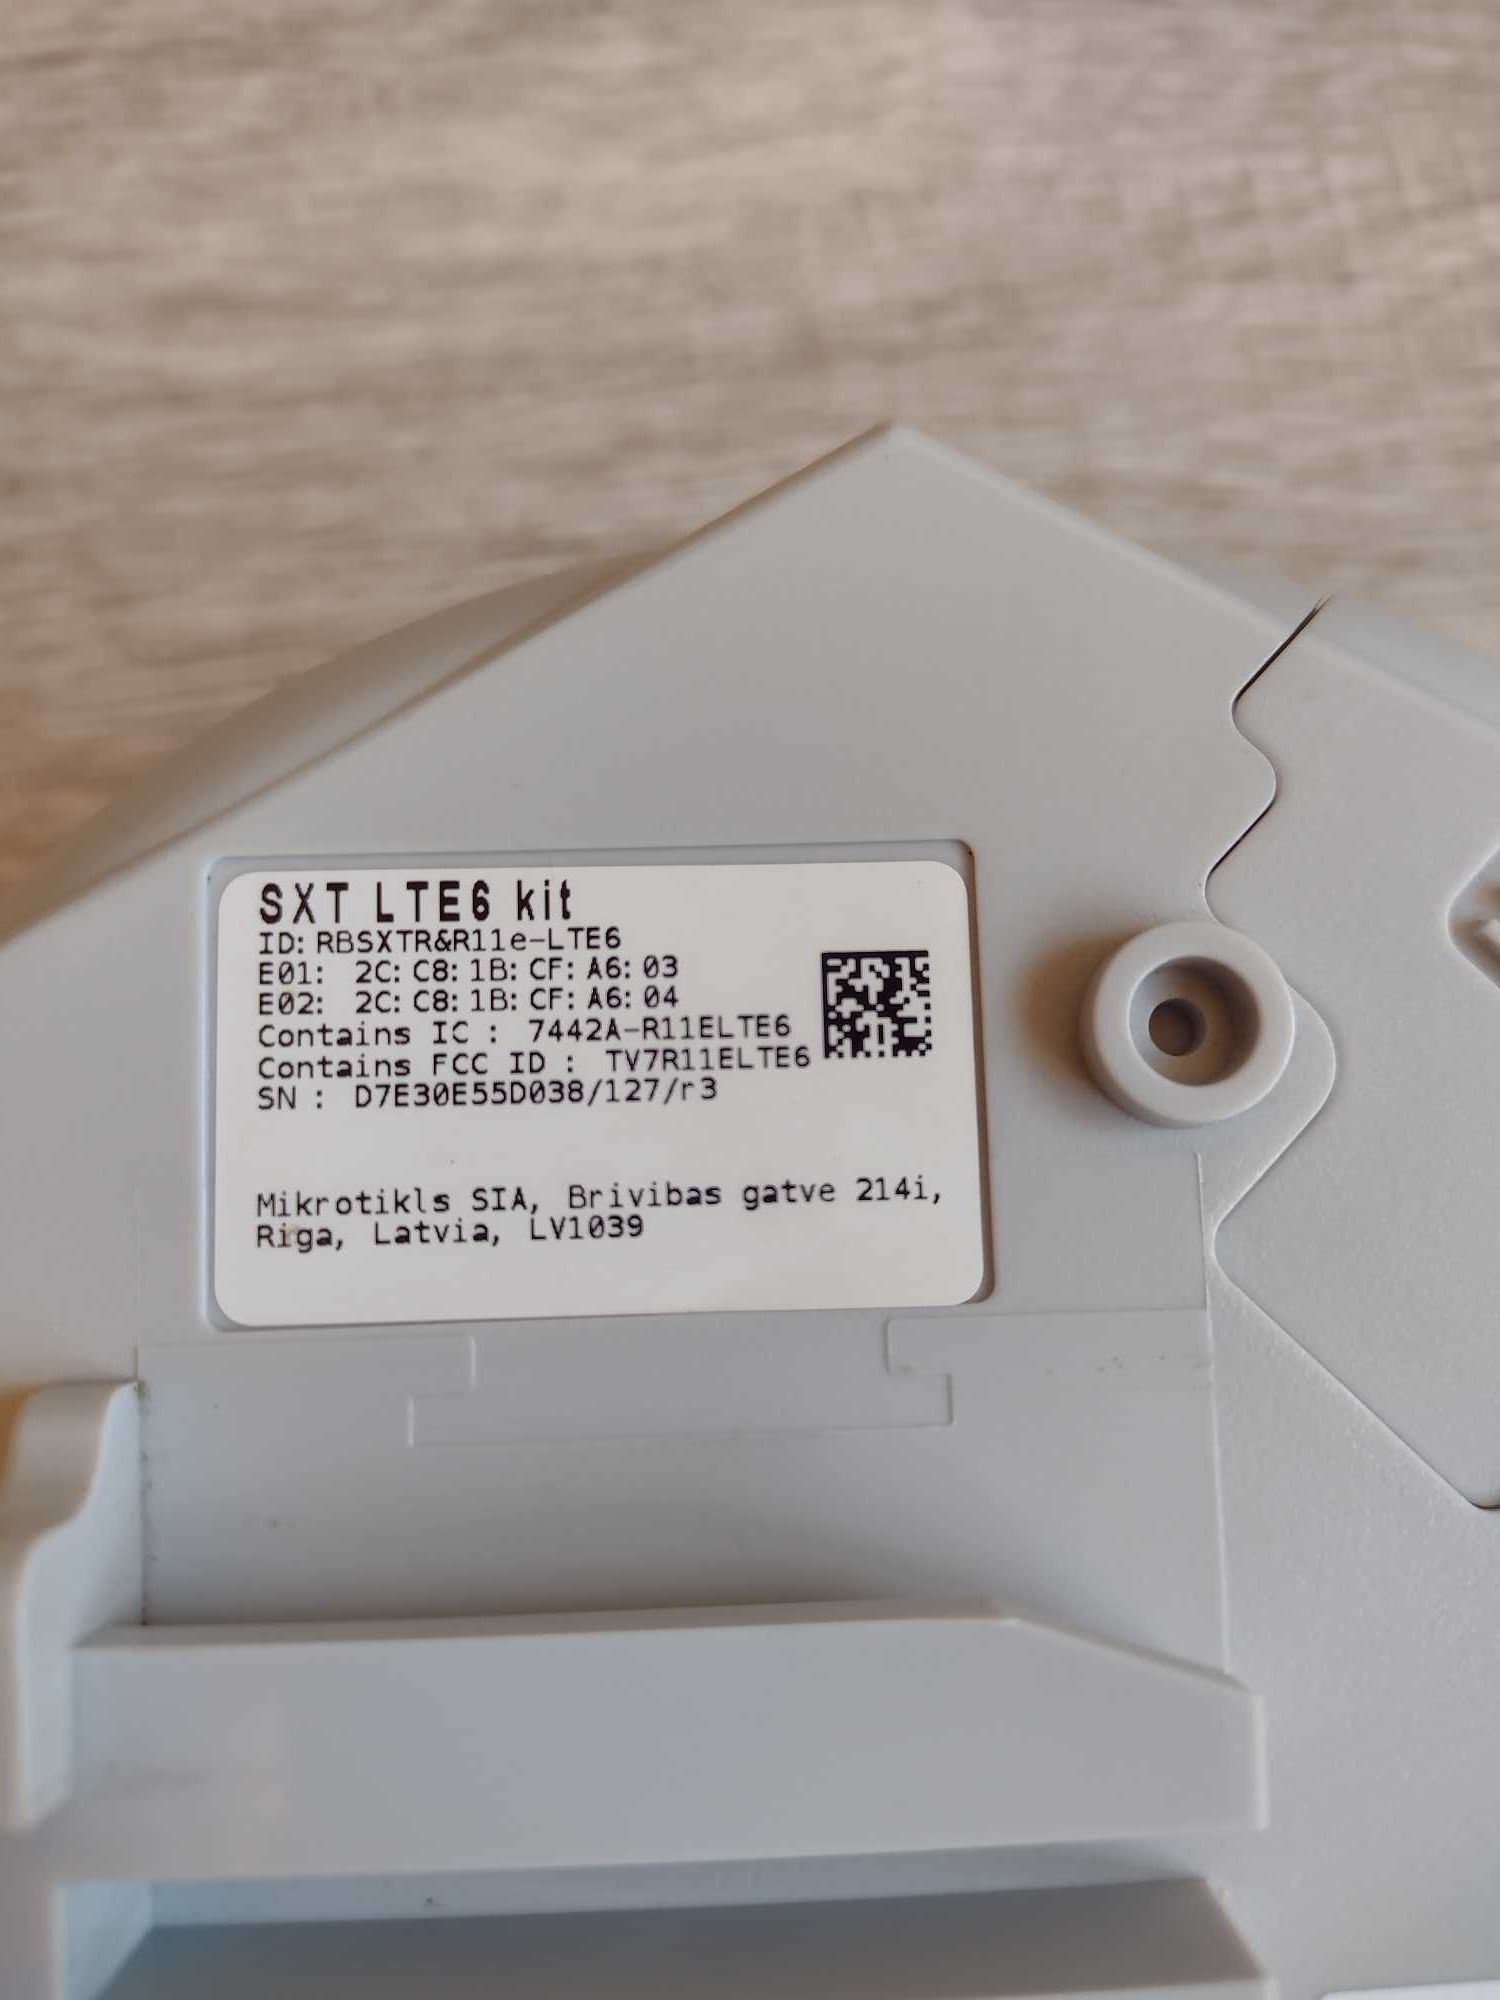 SXT LTE6 kit
ID: RBSXTR&R11e-LTE6
E01: 2C: C8: 1B: CF: A6: 03
E02: 2C: C8: 1B: CF: A6: 04
Contains IC : 7442A-R11ELTE6
Contains FCC ID : TV7R11ELTE6
SN : D7E30E55D038/127/r3
Mikrotikls SIA, Brivibas gatve 214i,
Riga, Latvia, LV1039